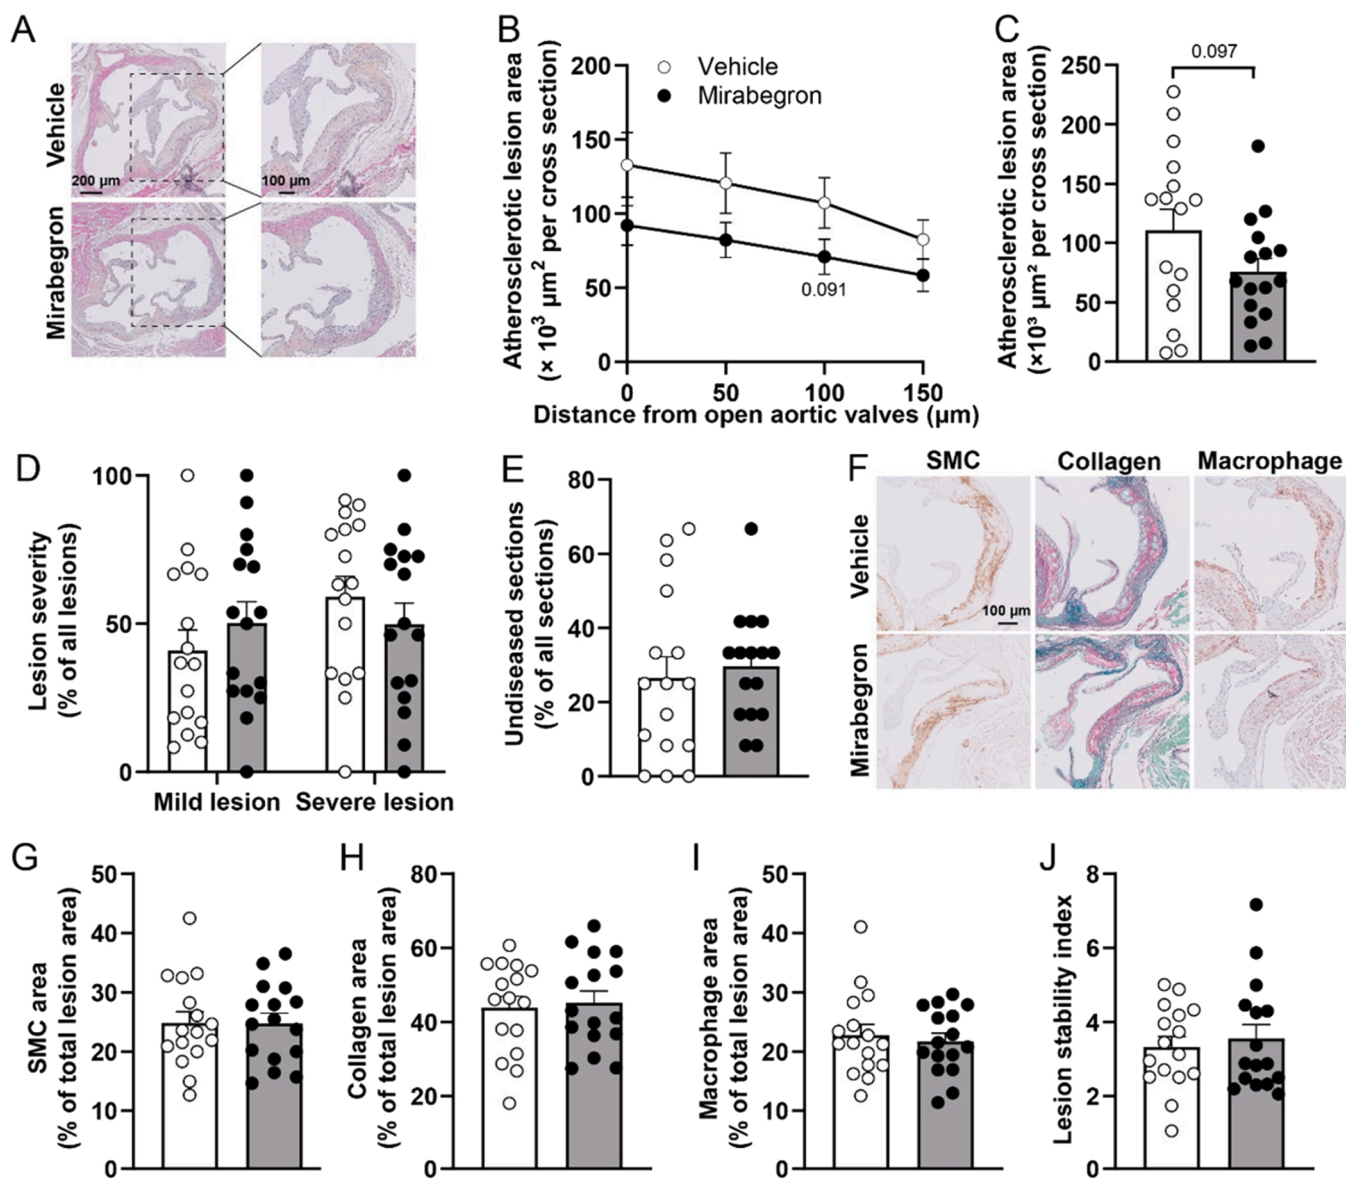 A
Vehicle
Mirabegron
200 µm
100 µm
B
Atherosclerotic lesion area
(× 10³ µm² per cross section)
200
150
100
50
0
Vehicle
Mirabegron
0.091
0
50
100
150
Distance from open aortic valves (µm)
C
Atherosclerotic lesion area
(×10³ µm² per cross section)
250
200
150
100
50
0
0.097
D
Lesion severity
(% of all lesions)
100
50
0
Mild lesion
Severe lesion
E
Undiseased sections
(% of all sections)
80
60
40
20
0
F
SMC
Collagen
Macrophage
Vehicle
Mirabegron
100 µm
G
SMC area
(% of total lesion area)
50
40
30
20
10
0
H
Collagen area
(% of total lesion area)
80
60
40
20
0
I
Macrophage area
(% of total lesion area)
50
40
30
20
10
0
J
Lesion stability index
8
6
4
2
0